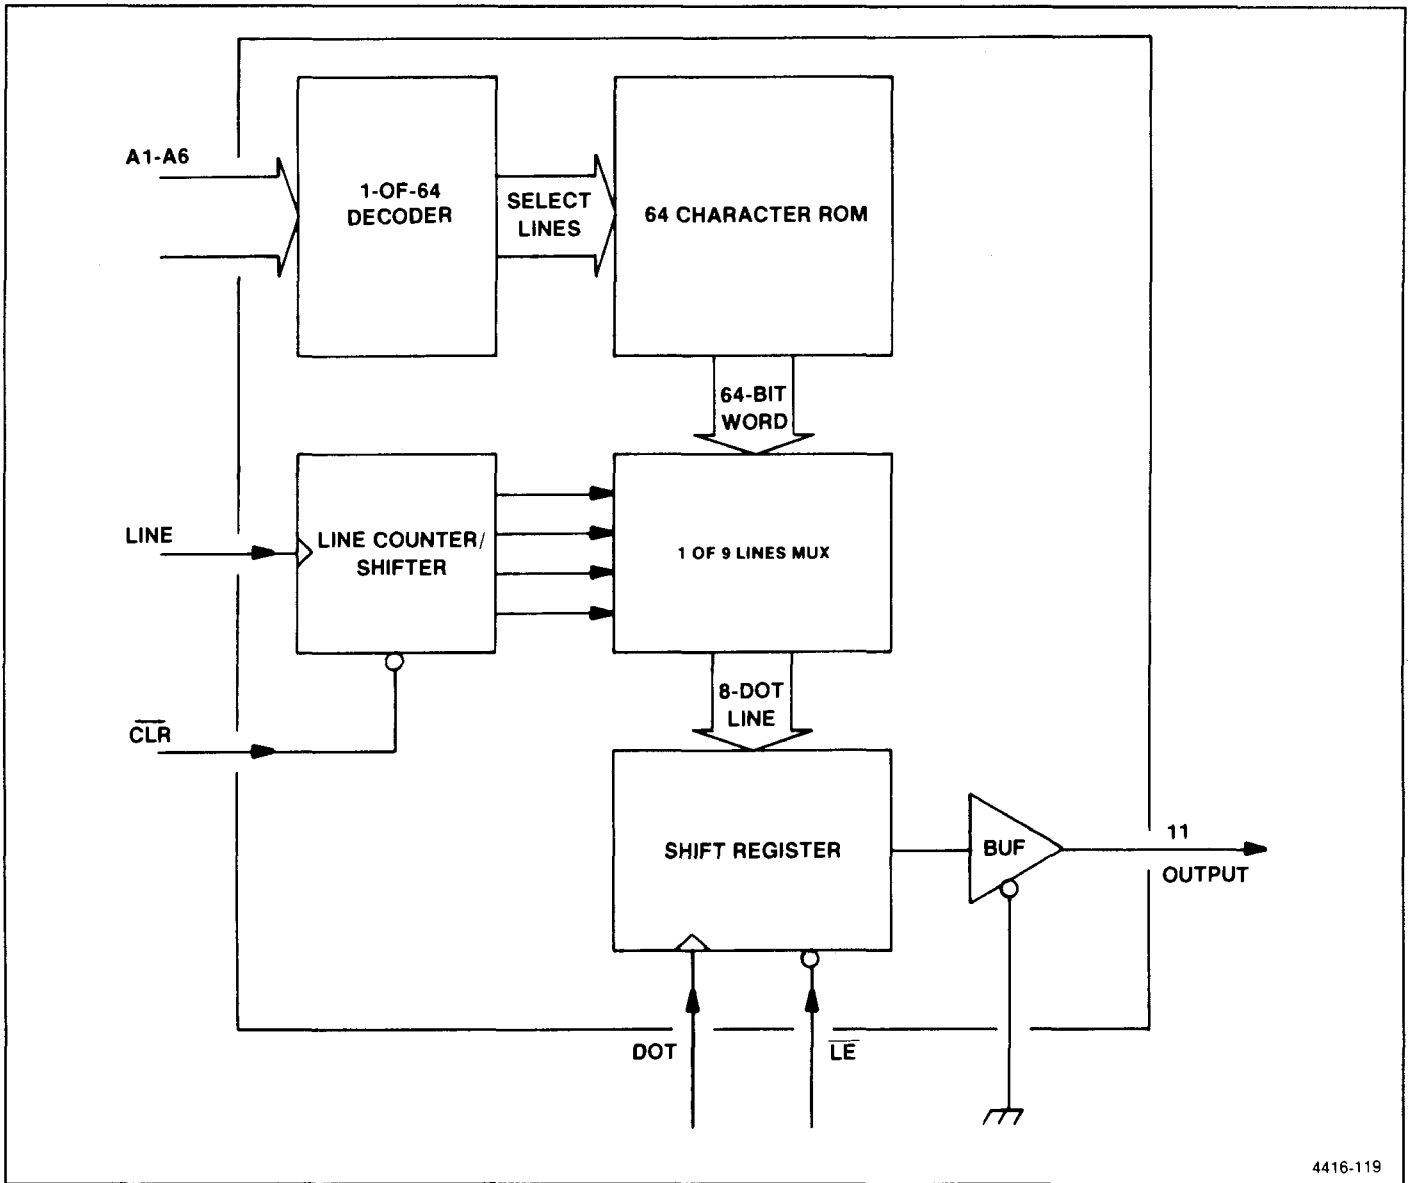 A1-A6
1-OF-64
DECODER
SELECT
LINES
64 CHARACTER ROM
64-BIT
WORD
LINE
LINE COUNTER/
SHIFTER
1 OF 9 LINES MUX
CLR
8-DOT
LINE
SHIFT REGISTER
BUF
11
OUTPUT
DOT
LE
4416-119